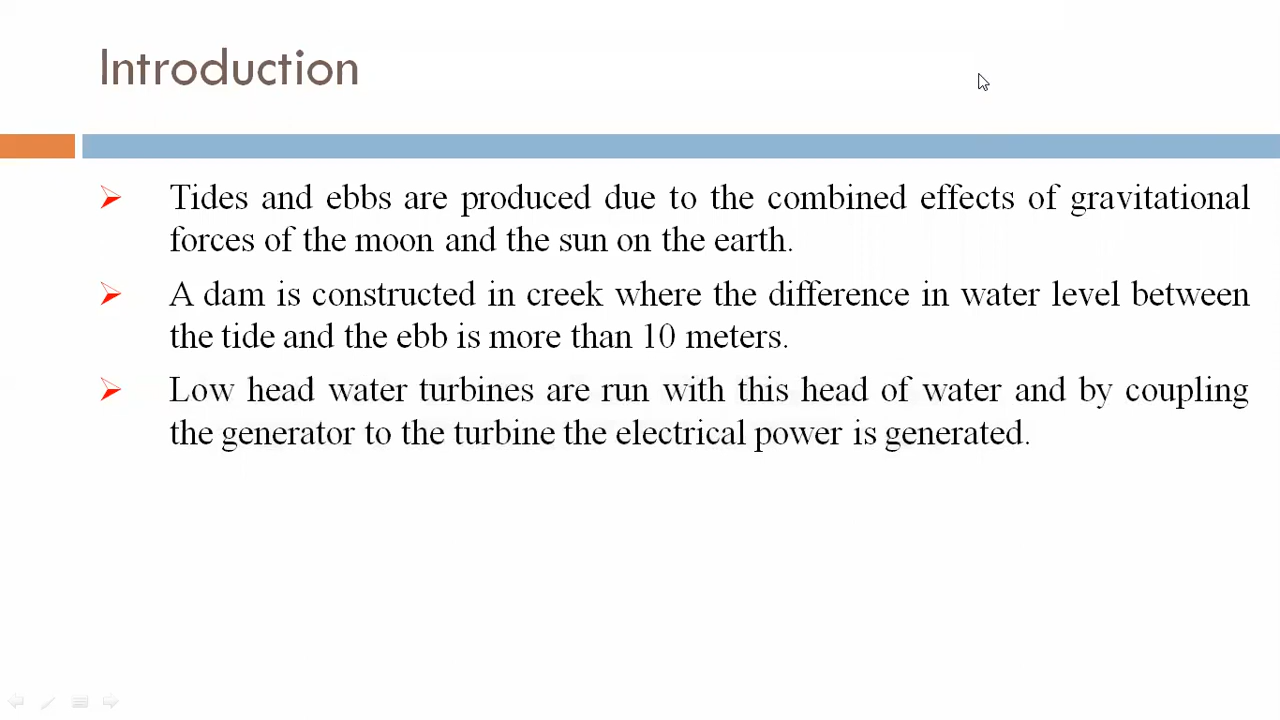 Introduction
Tides and ebbs are produced due to the combined effects of gravitational
forces of the moon and the sun on the earth.
A dam is constructed in creek where the difference in water level between
the tide and the ebb is more than 10 meters.
Low head water turbines are run with this head of water and by coupling
the generator to the turbine the electrical power is generated.